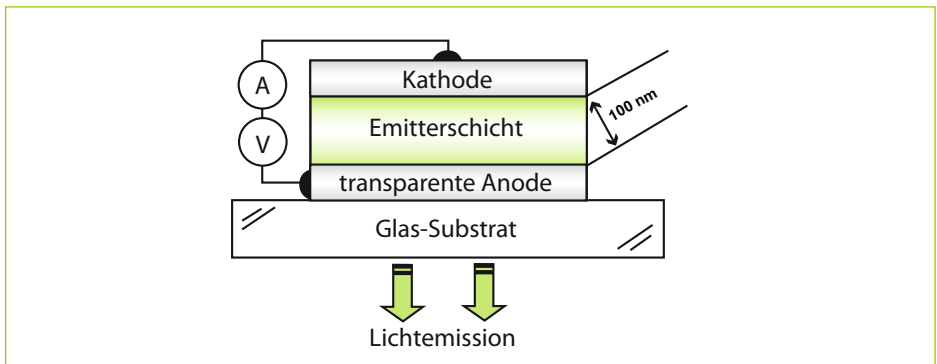 A
Kathode
100 nm
Emitterschicht
V
transparente Anode
Glas-Substrat
Lichtemission